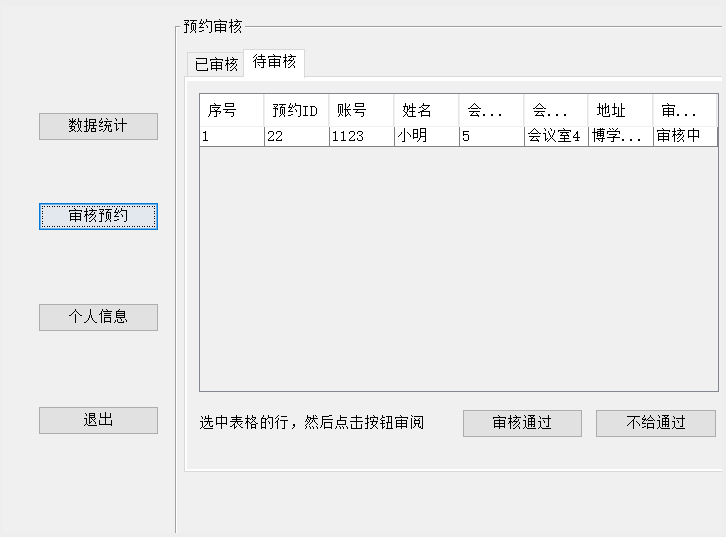 预约审核
已审核 待审核
序号 预约ID 账号 姓名 会... 会... 地址 审...
1 22 1123 小明 5 会议室4 博学... 审核中
数据统计
审核预约
个人信息
退出
选中表格的行，然后点击按钮审阅 审核通过 不给通过